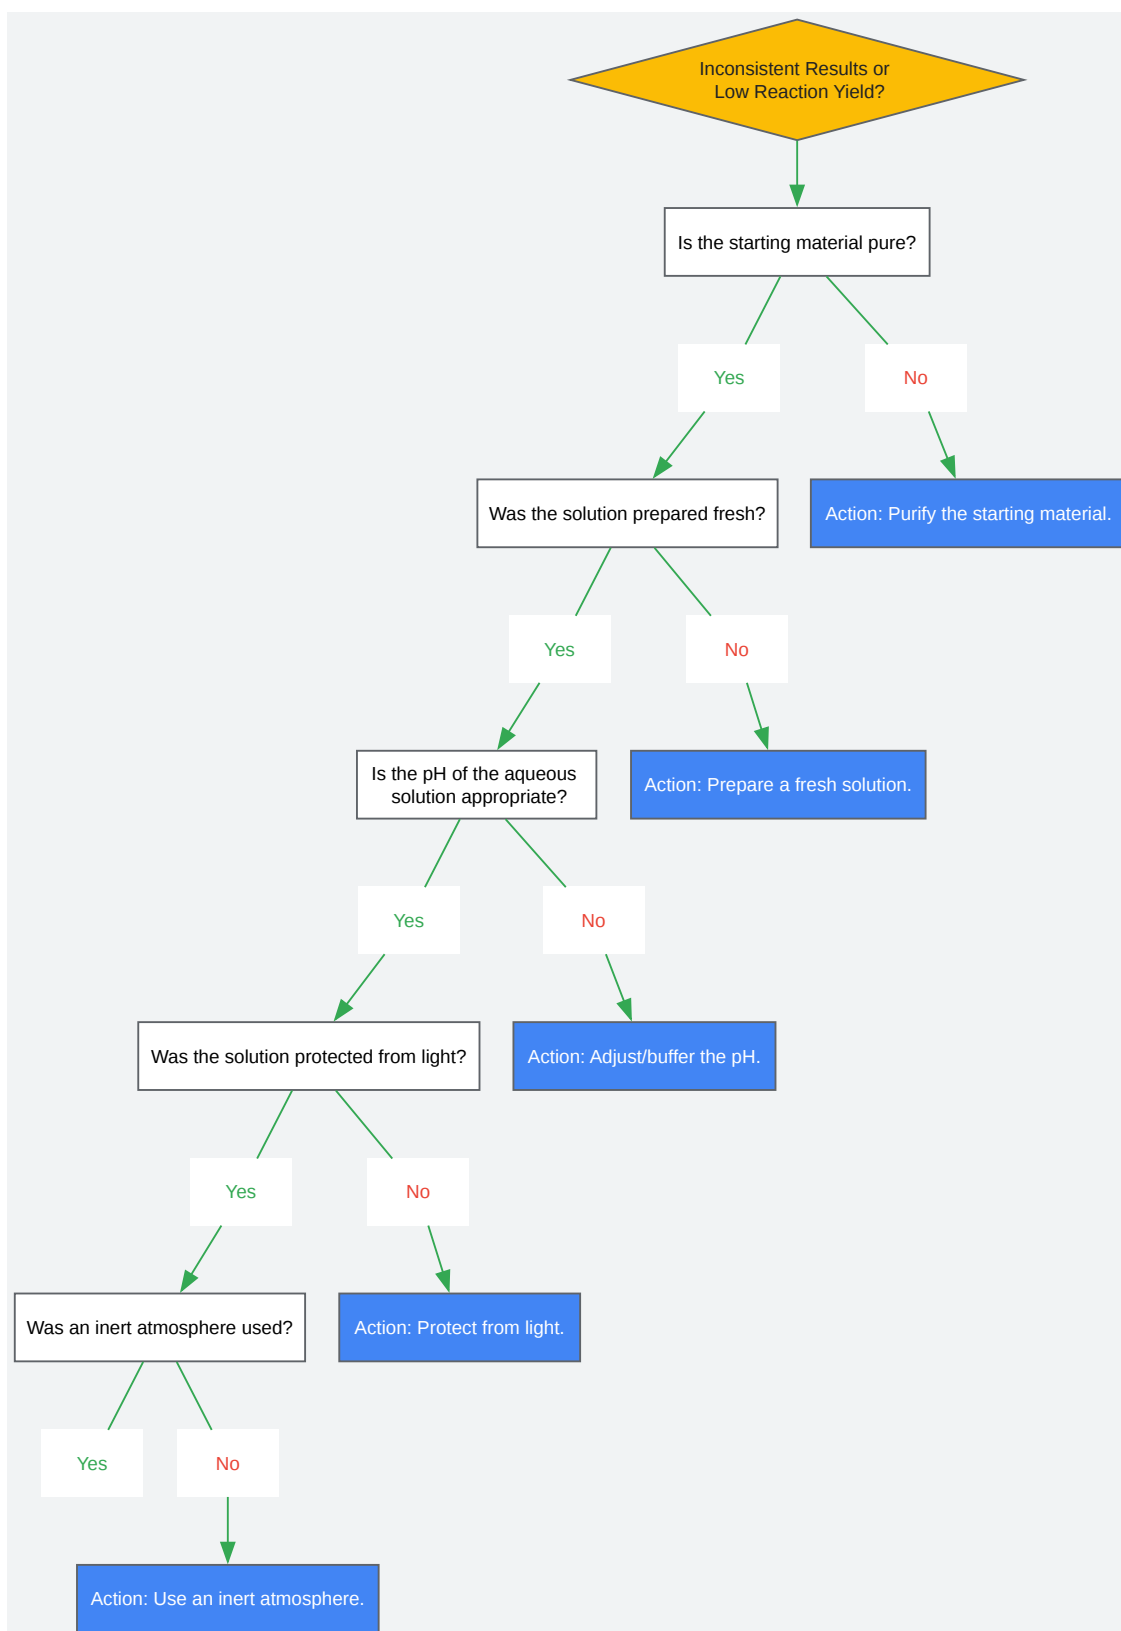 Inconsistent Results or
Low Reaction Yield?
Is the starting material pure?
Yes
No
Was the solution prepared fresh?
Action: Purify the starting material.
Yes
No
Is the pH of the aqueous
solution appropriate?
Action: Prepare a fresh solution.
Yes
No
Was the solution protected from light?
Action: Adjust/buffer the pH.
Yes
No
Was an inert atmosphere used?
Action: Protect from light.
Yes
No
Action: Use an inert atmosphere.